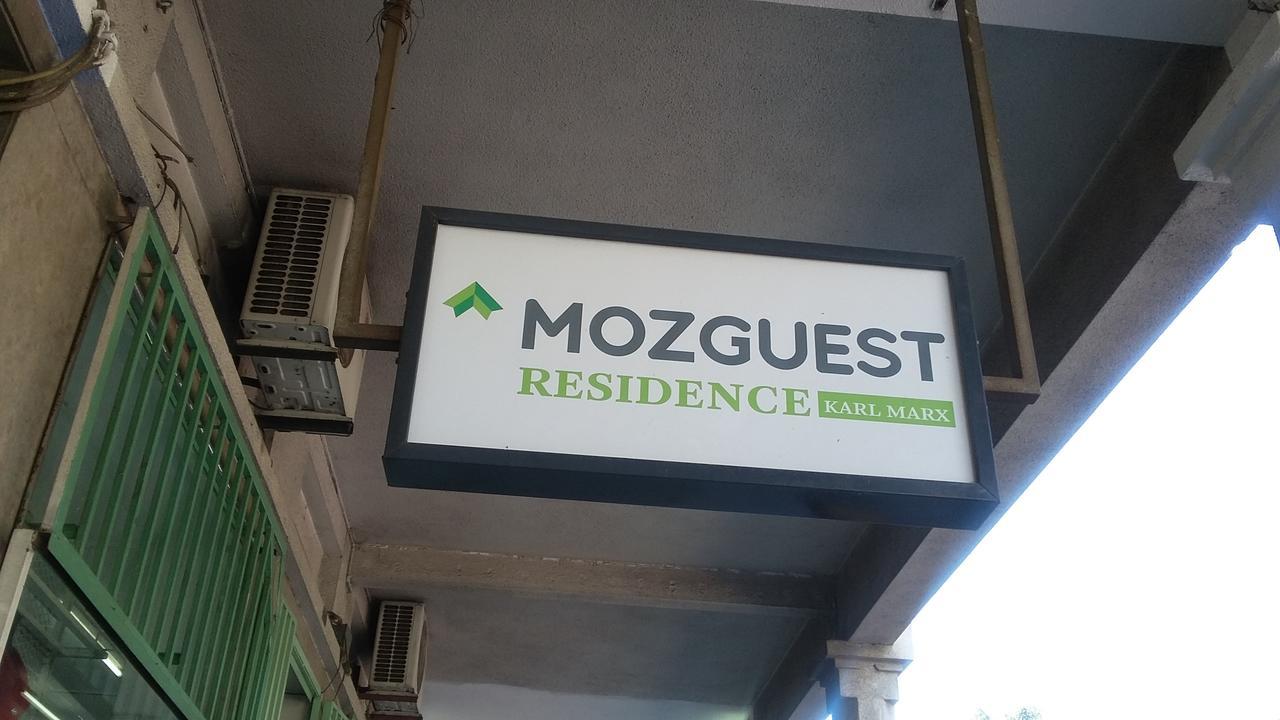 MOZGUEST
RESIDENCE KARL MARX